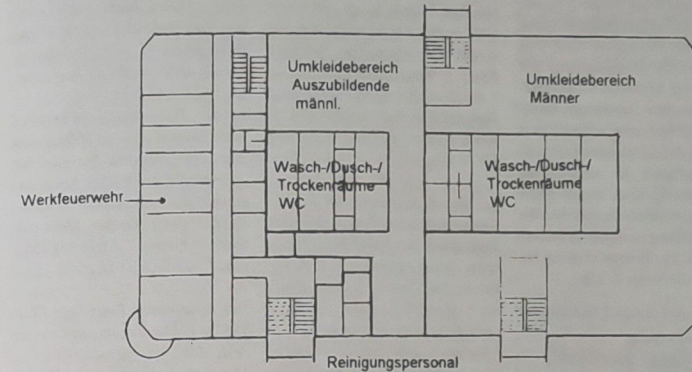 Umkleidebereich
Auszubildende
männl.
Umkleidebereich
Männer
Wasch-/Dusch-/
Trockenräume
WC
Wasch-/Dusch-/
Trockenräume
WC
Werkfeuerwehr
Reinigungspersonal